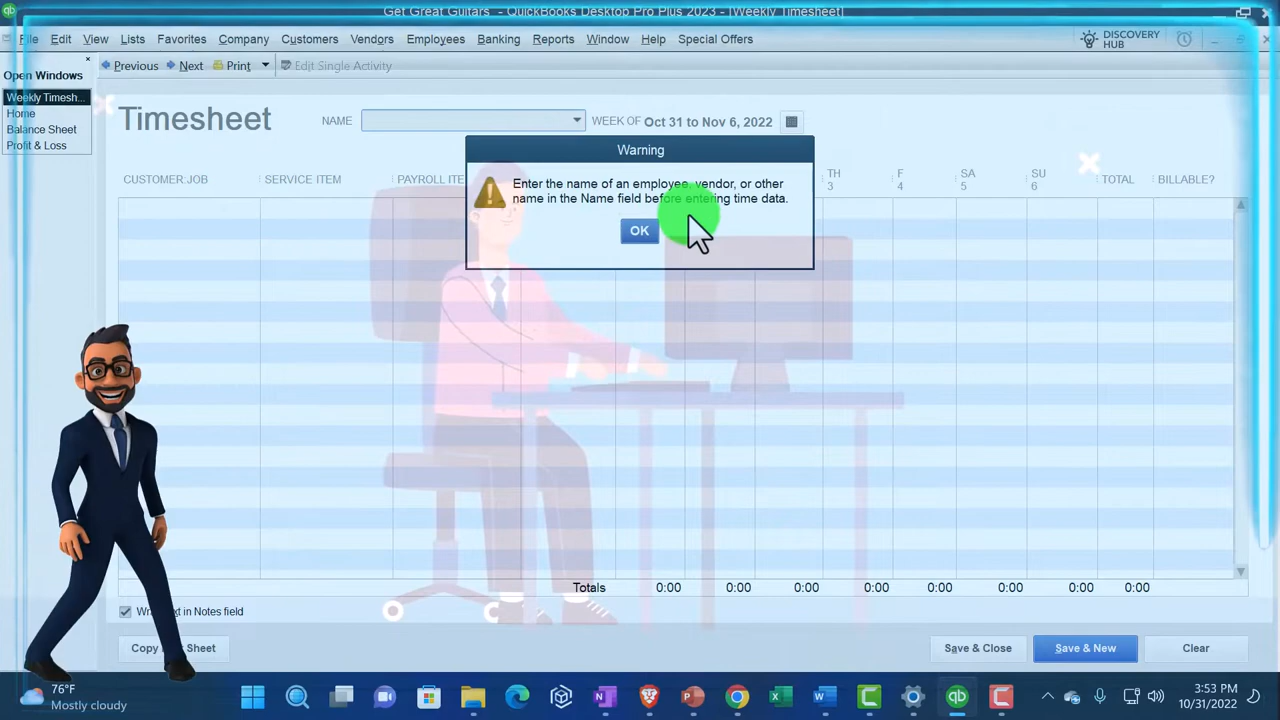 Get Great Guitars - QuickBooks Desktop Pro Plus 2023 - [Weekly Timesheet]
File Edit View Lists Favorites Company Customers Vendors Employees Banking Reports Window Help Special Offers
DISCOVERY
HUB
Open Windows
Previous Next Print Edit Single Activity
Weekly Timesh...
Home
Balance Sheet
Profit & Loss
Timesheet
NAME
WEEK OF Oct 31 to Nov 6, 2022
Warning
Enter the name of an employee, vendor, or other
name in the Name field before entering time data.
OK
CUSTOMER:JOB SERVICE ITEM PAYROLL ITE TH F SA SU TOTAL BILLABLE?
3 4 5 6
Totals 0:00 0:00 0:00 0:00 0:00 0:00 0:00
in Notes field
Save & Close Save & New Clear
76°F
Mostly cloudy
3:53 PM
10/31/2022